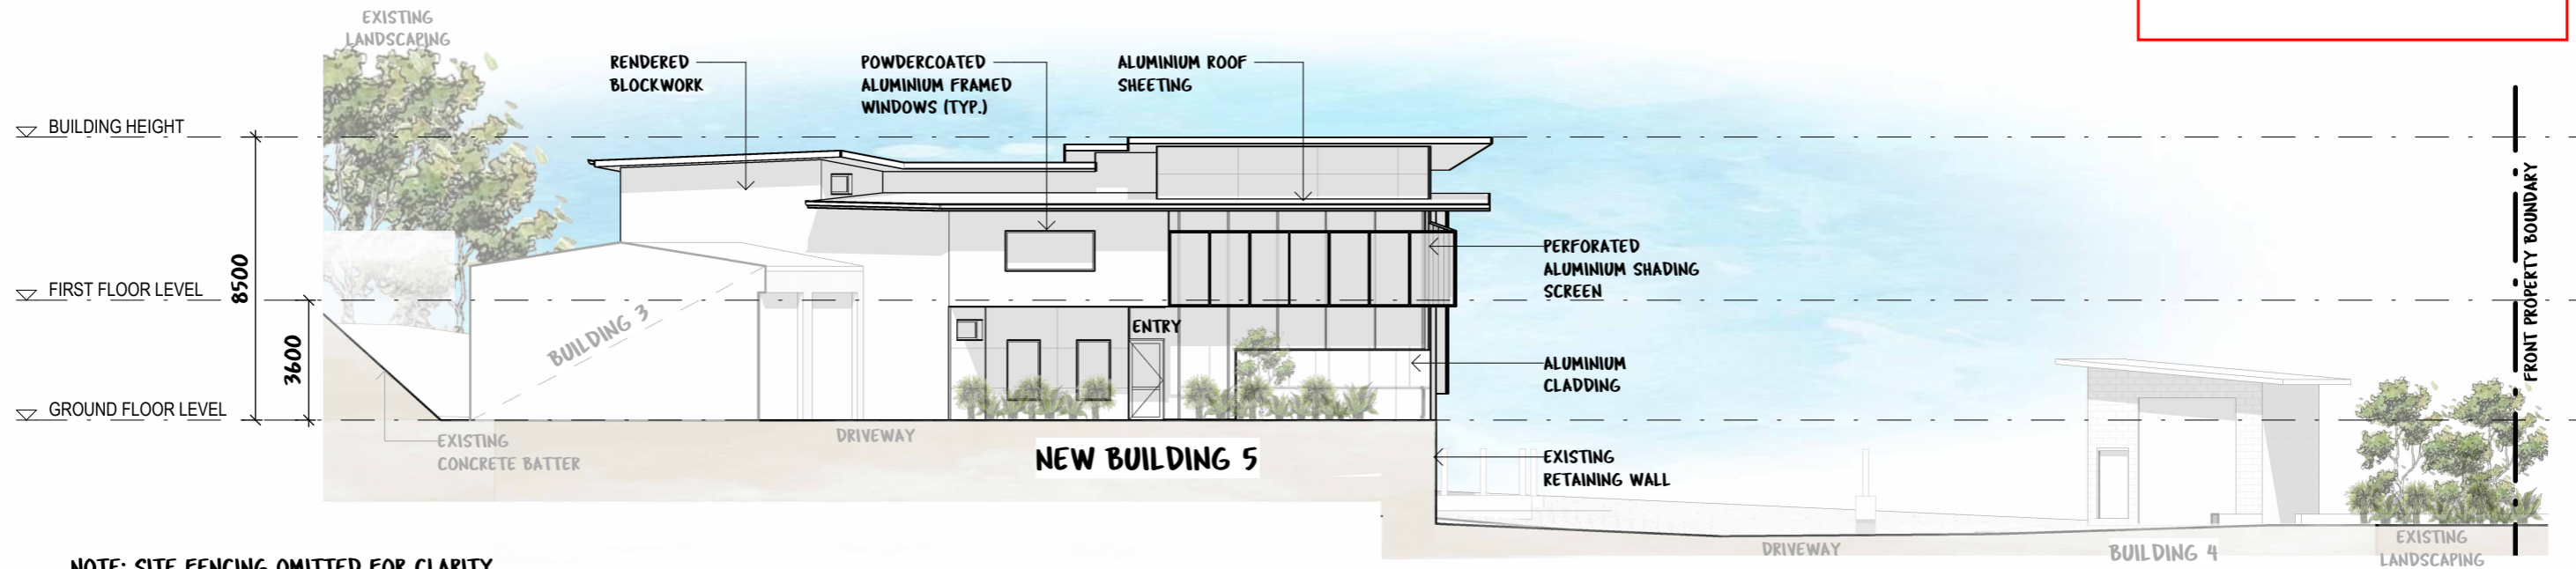 EXISTING
LANDSCAPING
RENDERED
BLOCKWORK
POWDERCOATED
ALUMINIUM FRAMED
WINDOWS (TYP.)
ALUMINIUM ROOF
SHEETING
BUILDING HEIGHT
FRONT PROPERTY BOUNDARY
8500
FIRST FLOOR LEVEL
PERFORATED
ALUMINIUM SHADING
SCREEN
BUILDING 3
ENTRY
3600
ALUMINIUM
CLADDING
GROUND FLOOR LEVEL
EXISTING
CONCRETE BATTER
DRIVEWAY
NEW BUILDING 5
EXISTING
RETAINING WALL
DRIVEWAY
BUILDING 4
EXISTING
LANDSCAPING
NOTE: SITE FENCING OMITTED FOR CLARITY